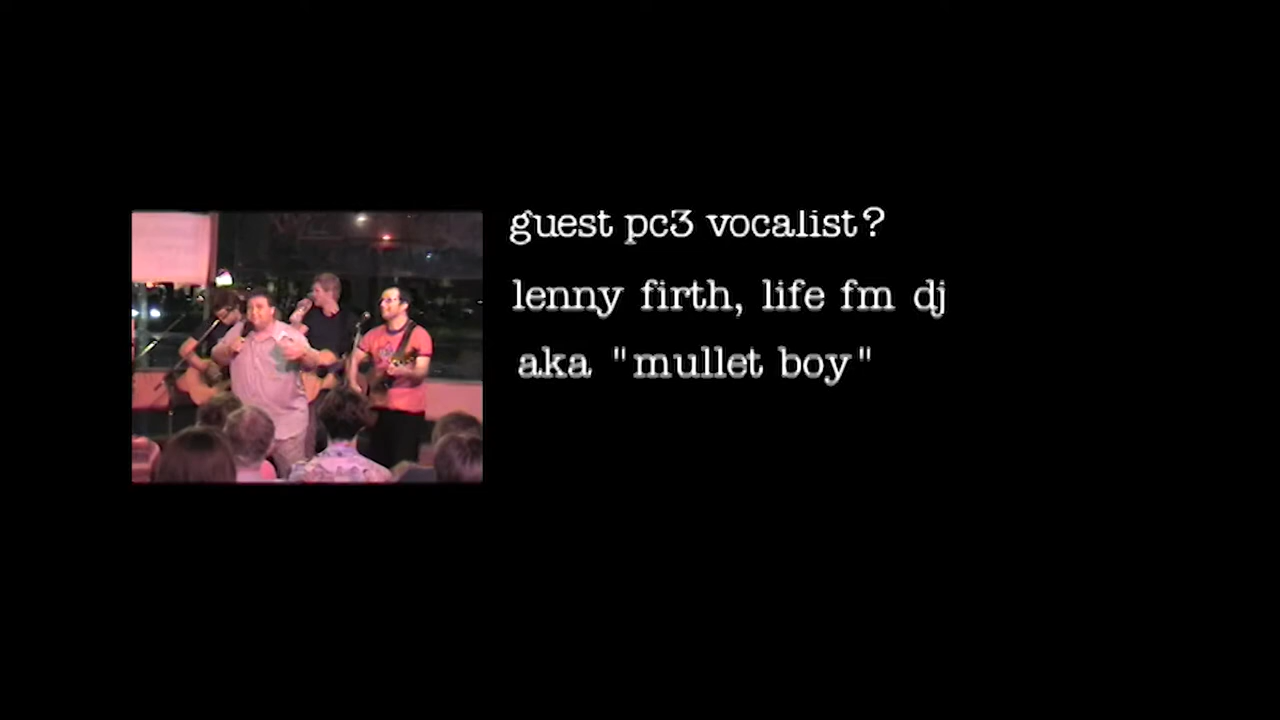 guest pc3 vocalist?
lenny firth, life fm dj
aka "mullet boy"